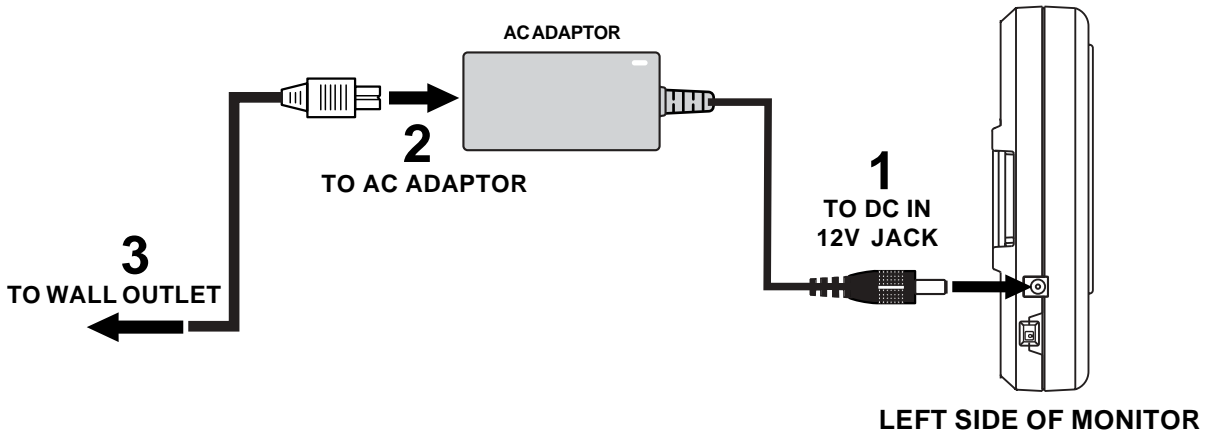 AC ADAPTOR
2
TO AC ADAPTOR
1
TO DC IN
12V JACK
3
TO WALL OUTLET
LEFT SIDE OF MONITOR